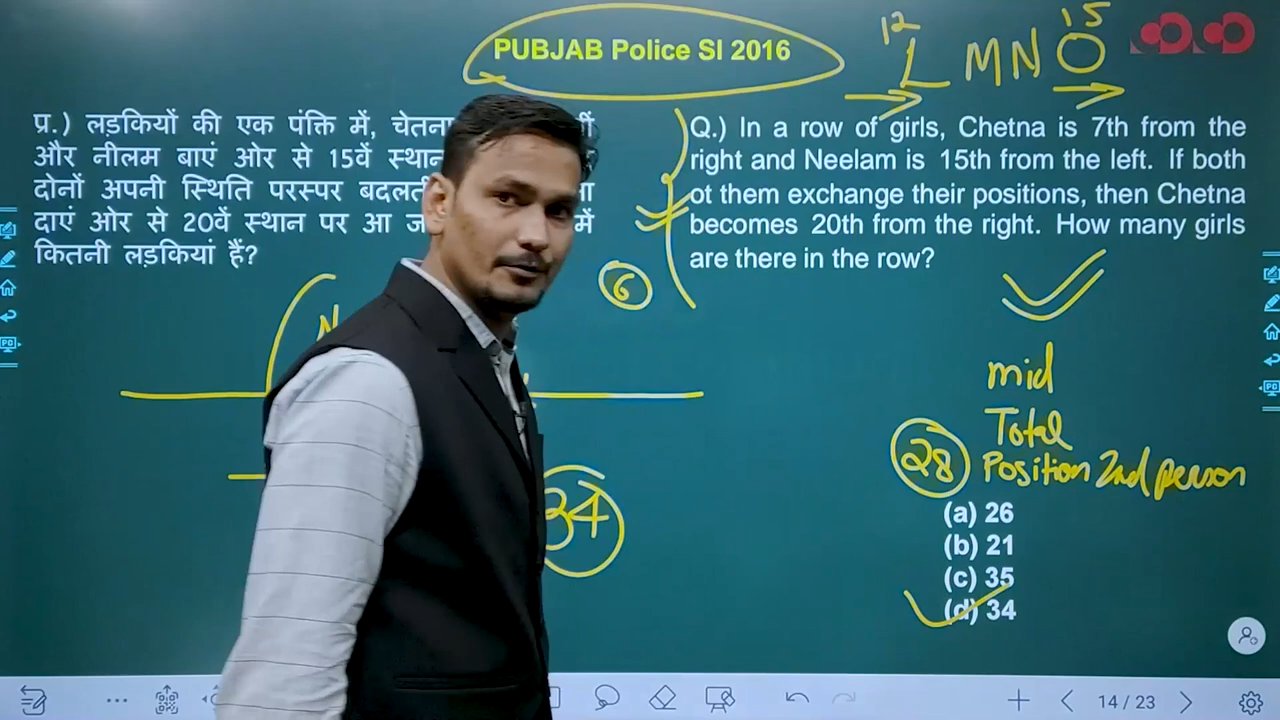 PUBJAB Police SI 2016
12 15
L M N O
प्र.) लड़कियों की एक पंक्ति में,
और नीलम बाएं ओर से 15वें
दोनों अपनी स्थिति परस्पर
दाएं ओर से 20वें स्थान पर आ
कितनी लड़कियां हैं?
Q.) In a row of girls, Chetna is 7th from the
right and Neelam is 15th from the left. If both
ot them exchange their positions, then Chetna
becomes 20th from the right. How many girls
are there in the row?
6
N
34
mid
Total
28 Position 2nd person
(a) 26
(b) 21
(c) 35
(d) 34
14 / 23